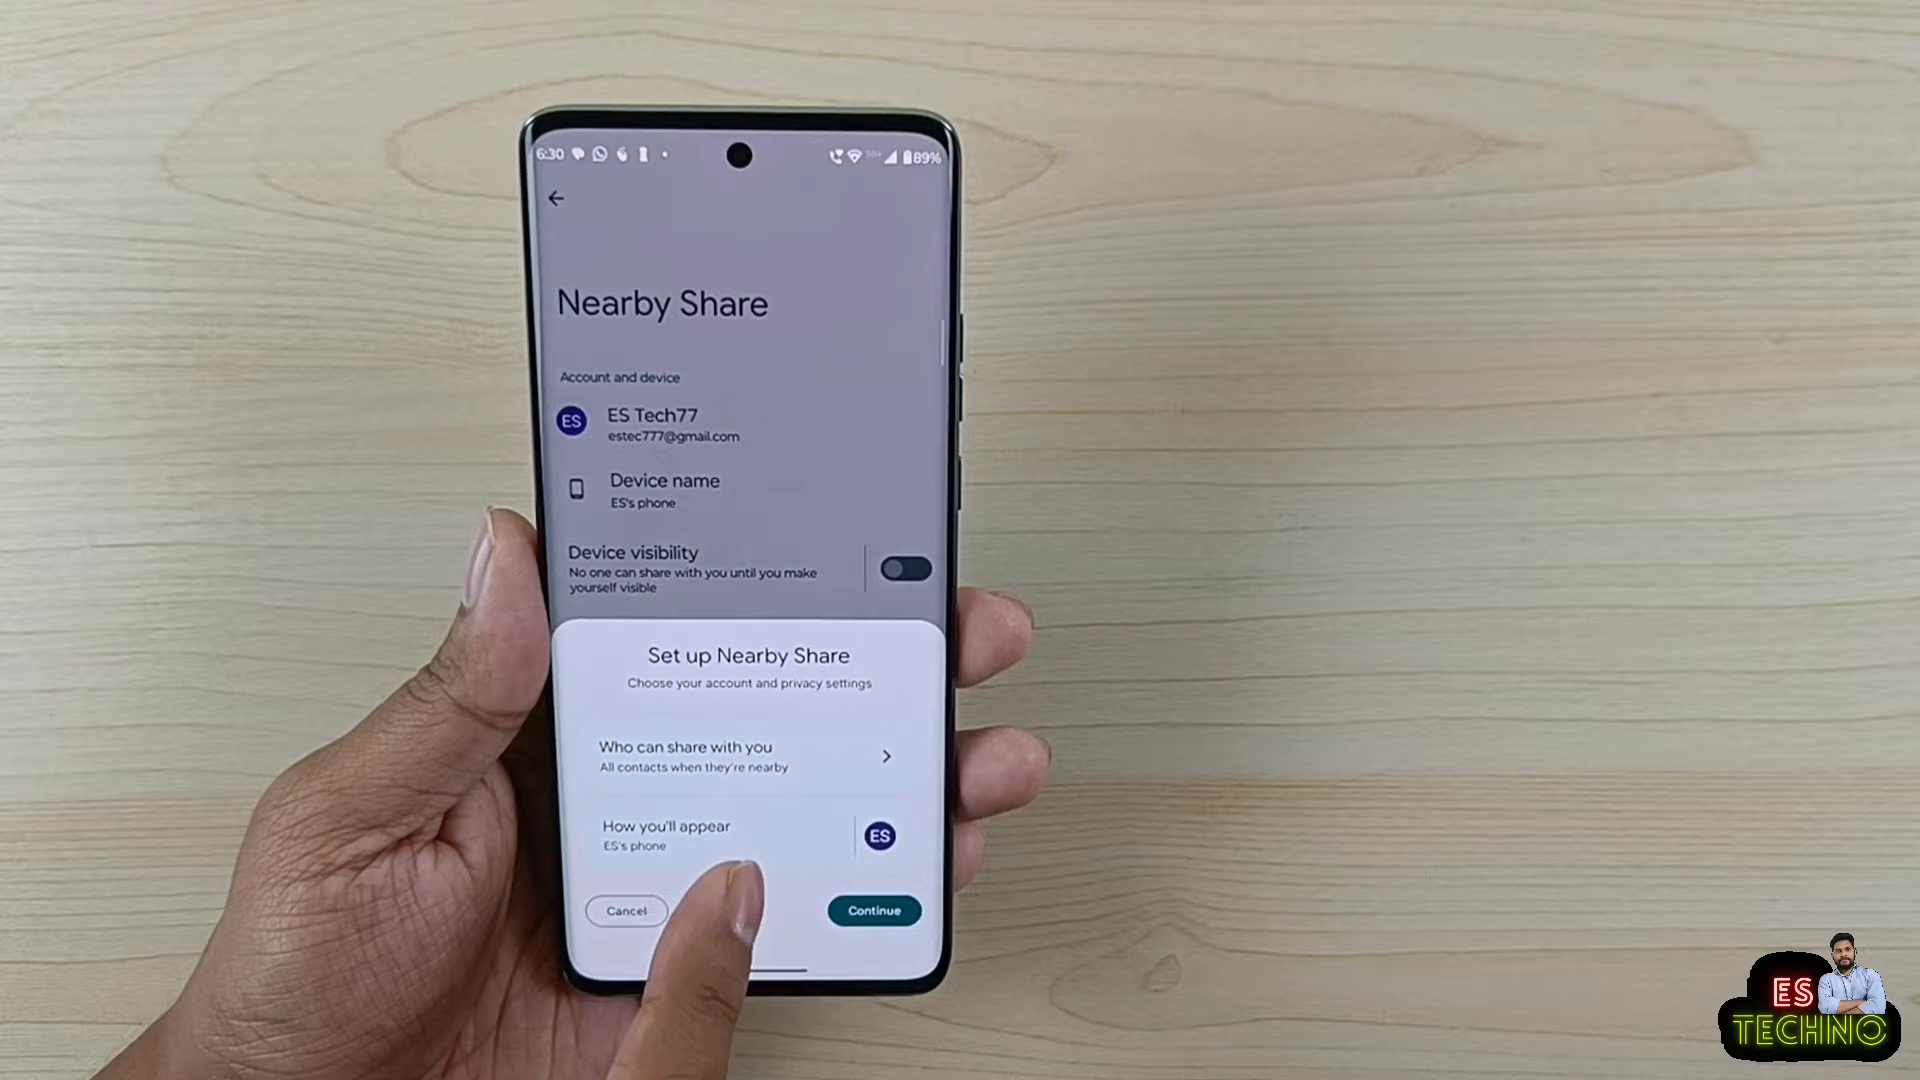 6:30
89%
Nearby Share
Account and device
ES
ES Tech77
estec777@gmail.com
Device name
ES's phone
Device visibility
No one can share with you until you make
yourself visible
Set up Nearby Share
Choose your account and privacy settings
Who can share with you
All contacts when they're nearby
How you'll appear
ES's phone
ES
Cancel
Continue
ES
TECHNO